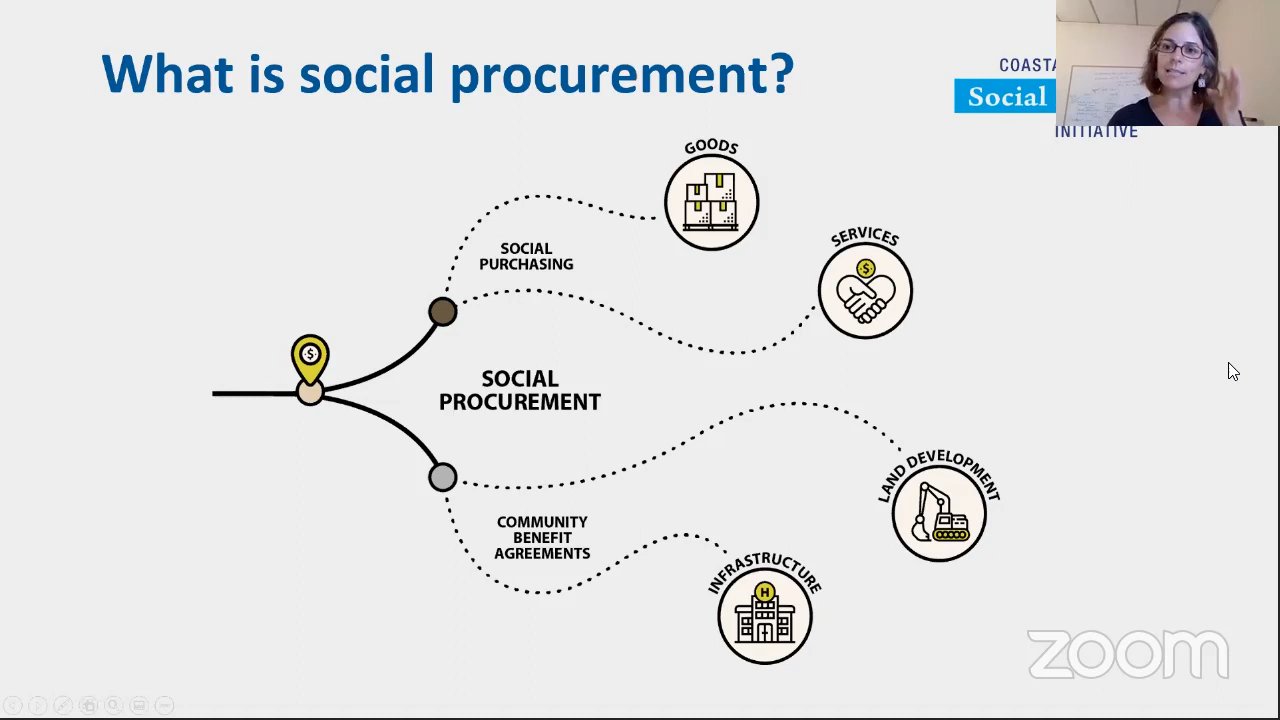 What is social procurement?
COASTA
Social
INITIATIVE
GOODS
$
SERVICES
SOCIAL
PURCHASING
$
SOCIAL
PROCUREMENT
LAND DEVELOPMENT
COMMUNITY
BENEFIT
AGREEMENTS
INFRASTRUCTURE
H
zoom